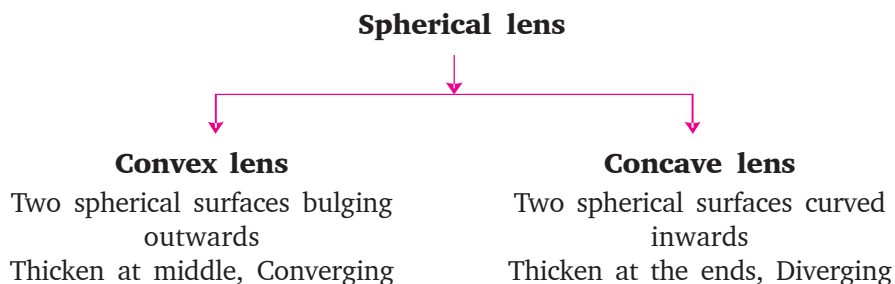 Spherical lens
Convex lens
Two spherical surfaces bulging
outwards
Thicken at middle, Converging
Concave lens
Two spherical surfaces curved
inwards
Thicken at the ends, Diverging